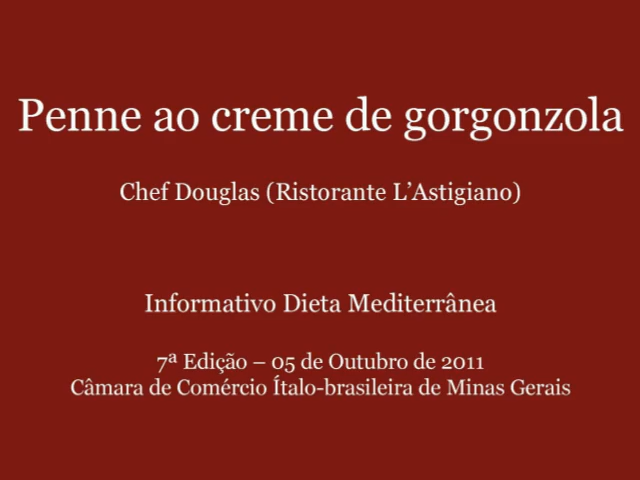 Penne ao creme de gorgonzola
Chef Douglas (Ristorante L’Astigiano)
Informativo Dieta Mediterrânea
7ª Edição – 05 de Outubro de 2011
Câmara de Comércio Ítalo-brasileira de Minas Gerais